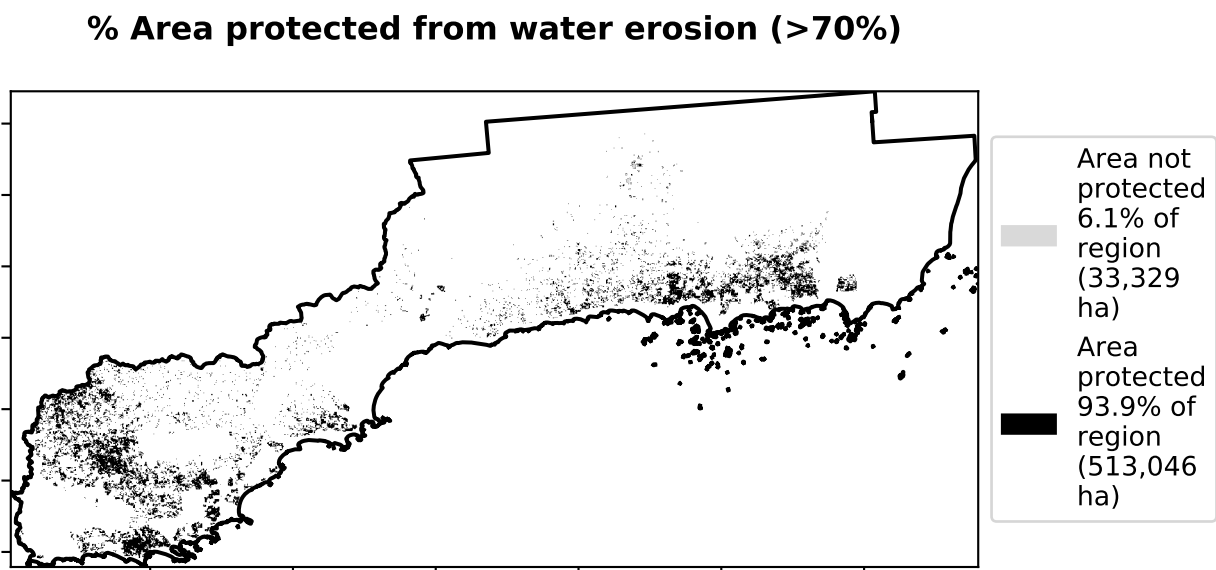 % Area protected from water erosion (>70%)
Area not
protected
6.1% of
region
(33,329
ha)
Area
protected
93.9% of
region
(513,046
ha)